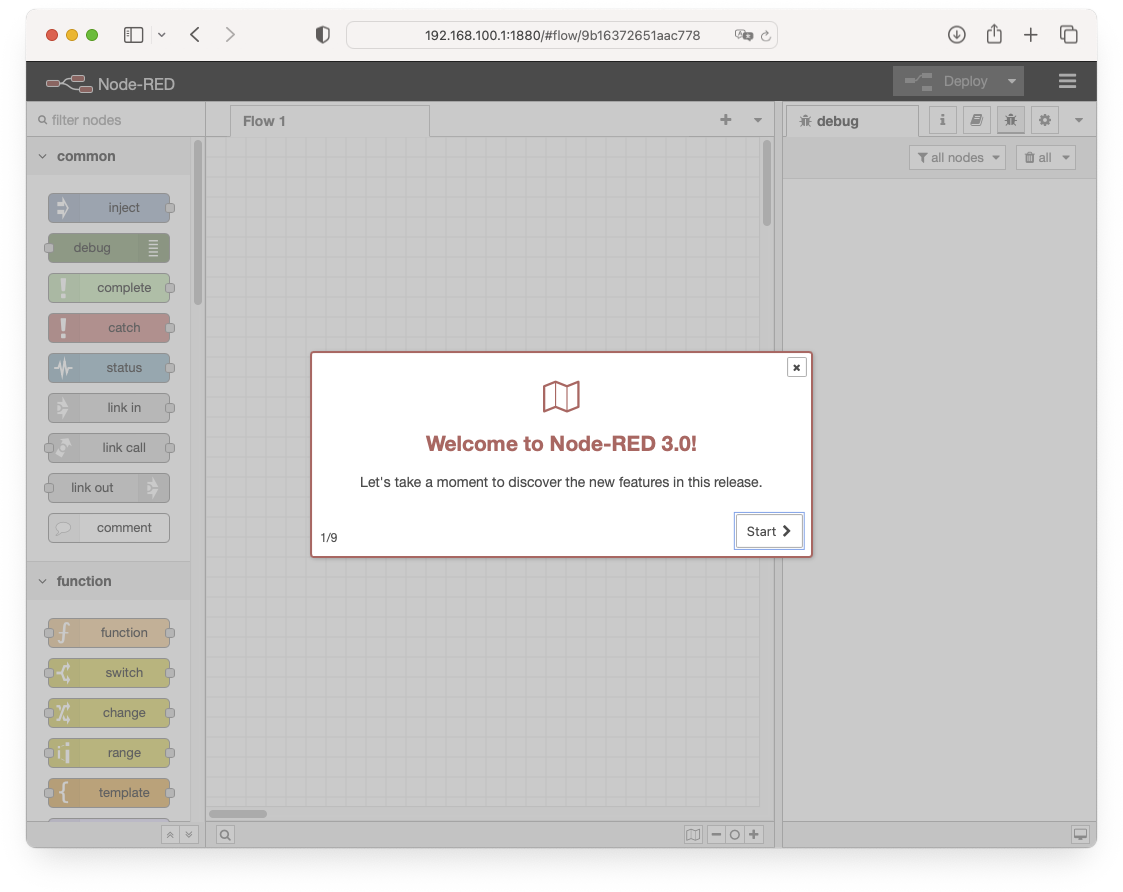 192.168.100.1:1880/#flow/9b16372651aac778
Node-RED
Deploy
filter nodes
Flow 1
debug
all nodes
all
common
inject
debug
complete
catch
status
link in
link call
link out
comment
Welcome to Node-RED 3.0!
Let's take a moment to discover the new features in this release.
1/9
Start
function
function
switch
change
range
template